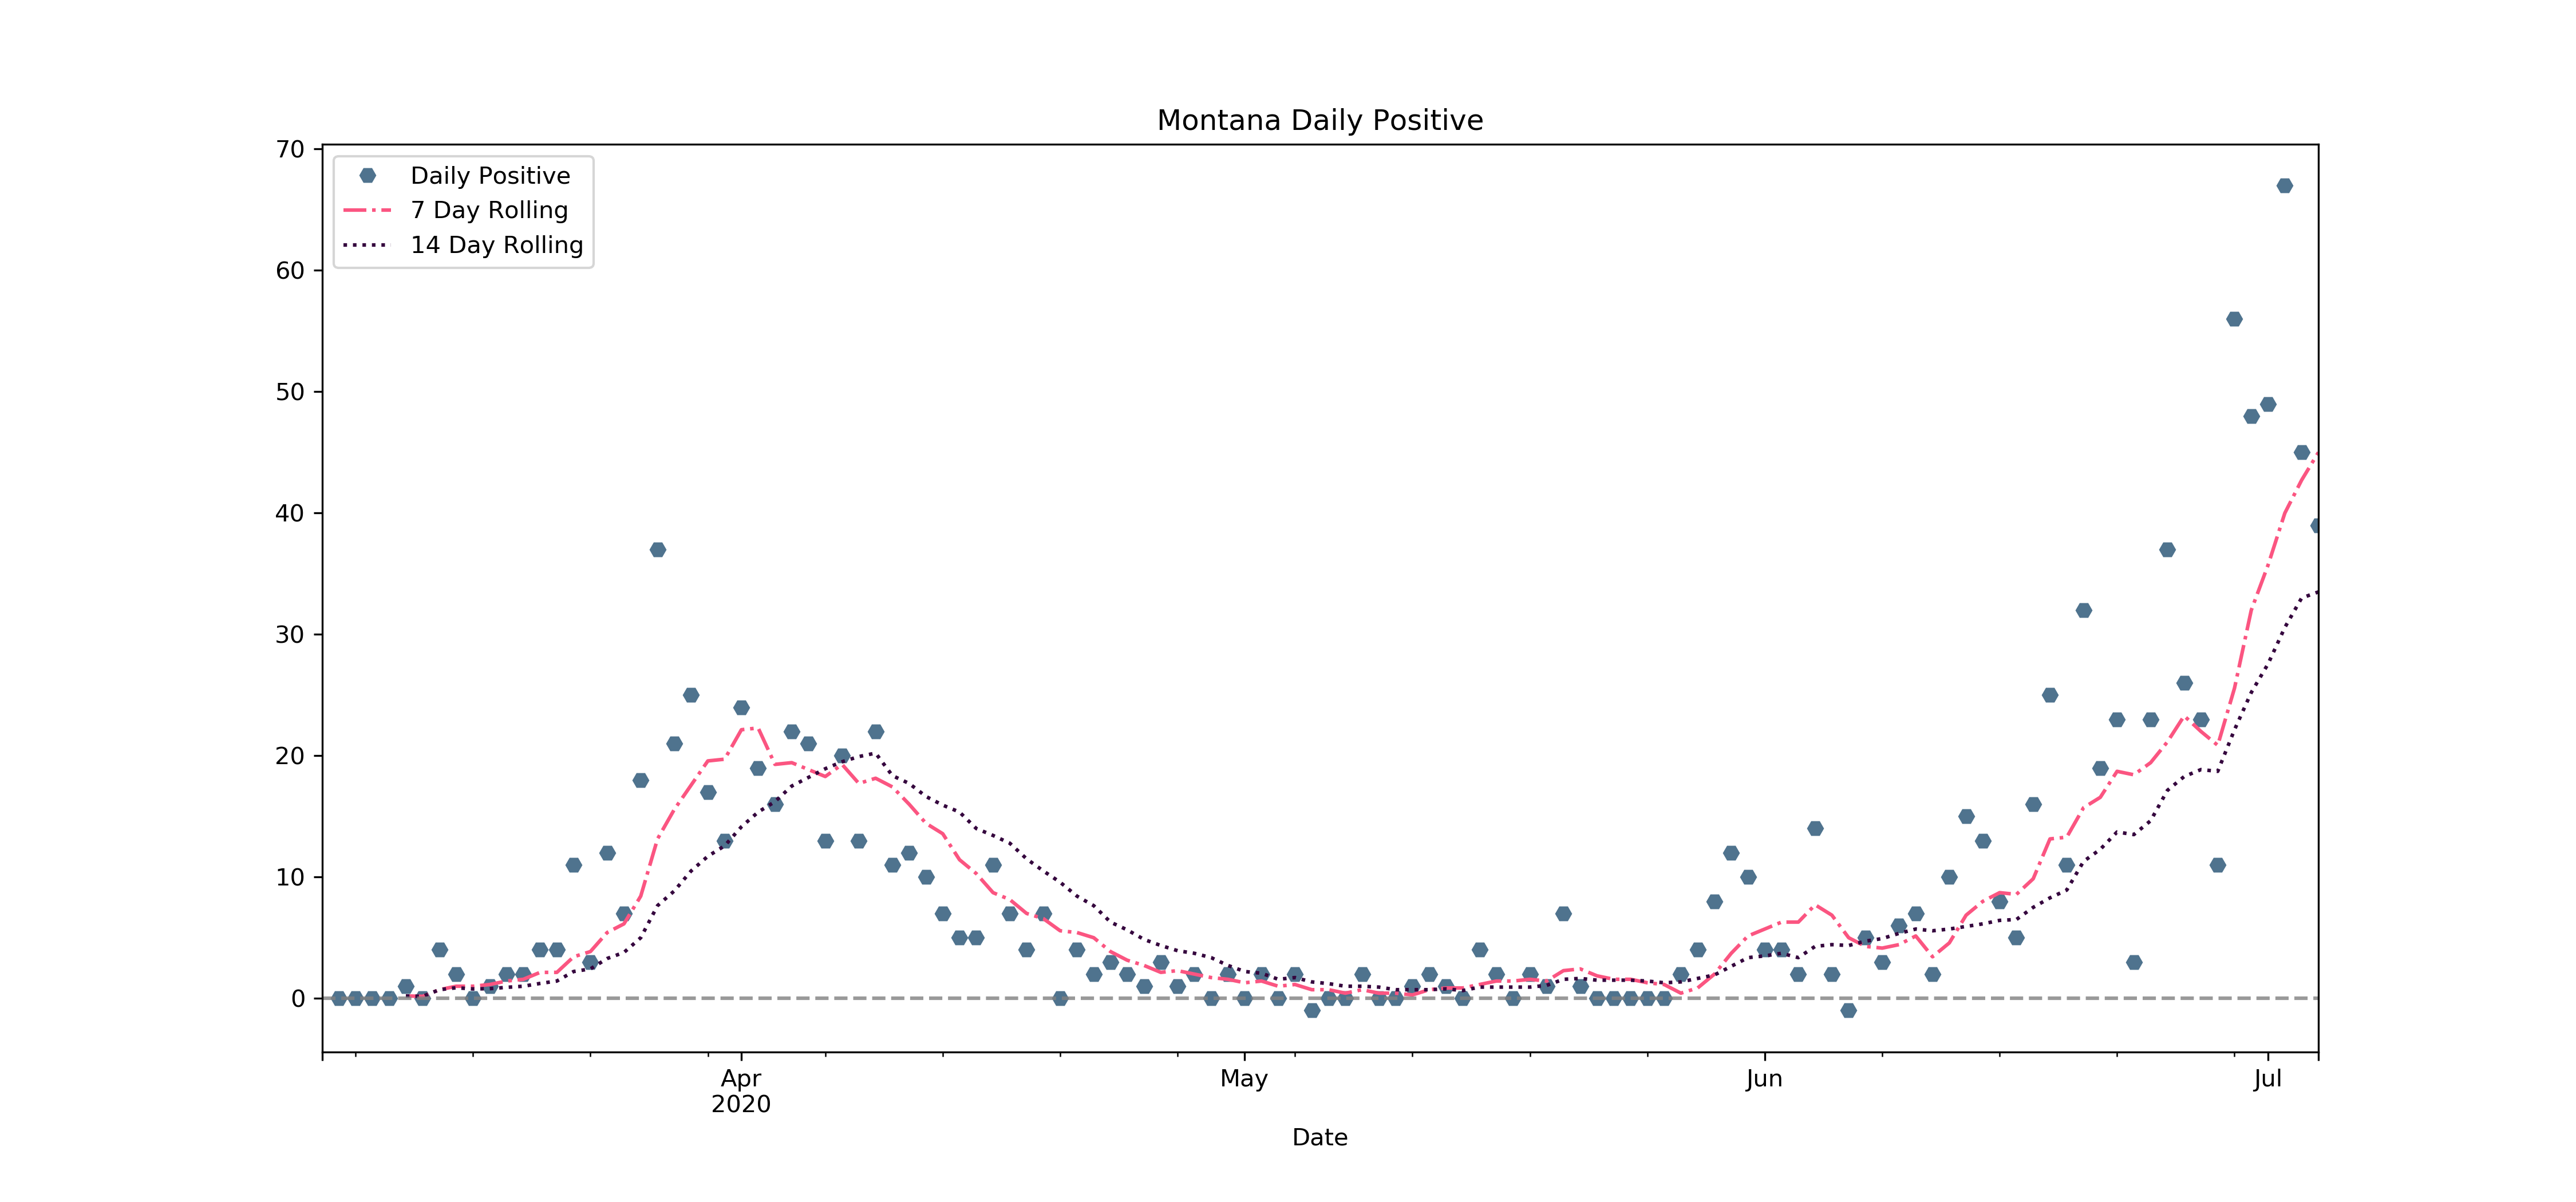 Montana Daily Positive
70
60
50
40
30
20
10
0
Daily Positive
7 Day Rolling
14 Day Rolling
Apr
2020
May
Jun
Jul
Date